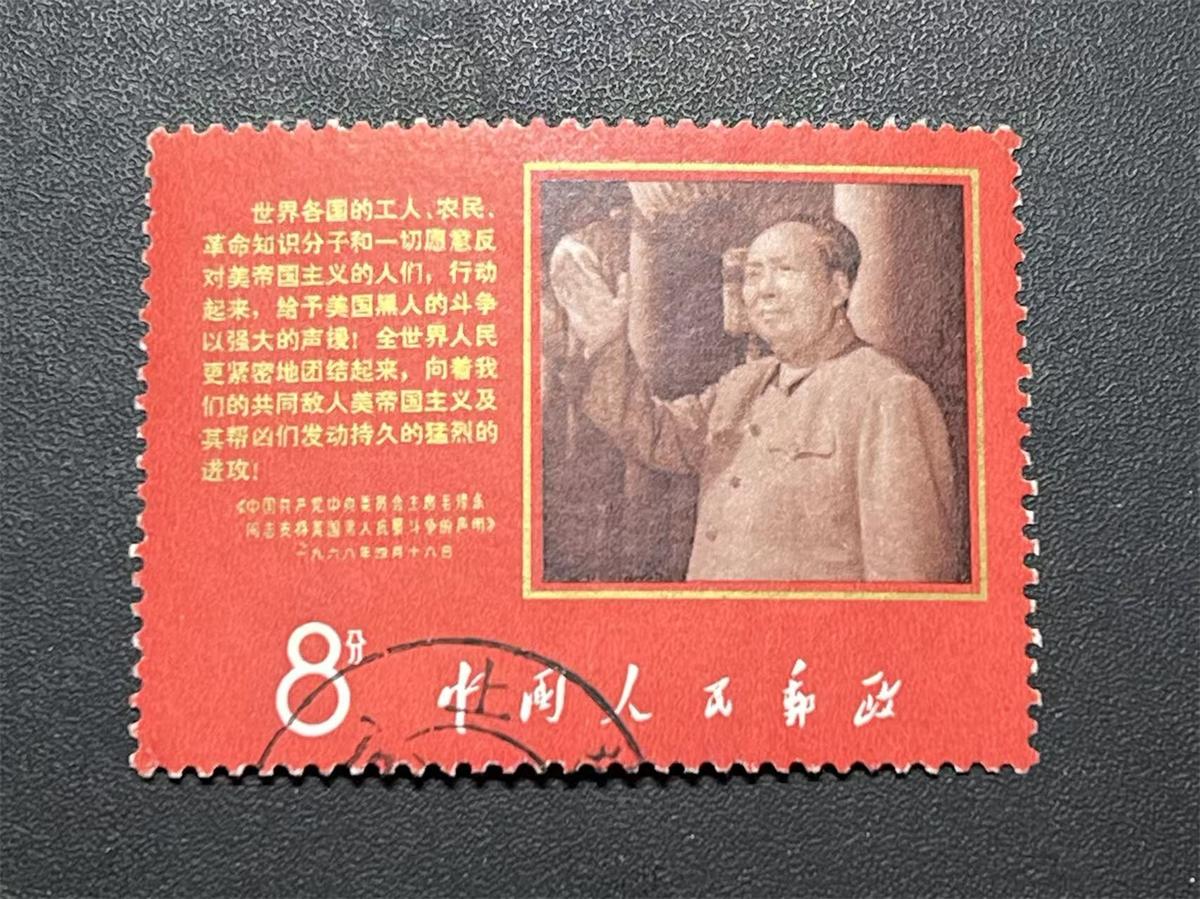 世界各国的工人、农民、
革命知识分子和一切愿意反
对美帝国主义的人们，行动
起来，给予美国黑人的斗争
以强大的声援！全世界人民
更紧密地团结起来，向着我
们的共同敌人美帝国主义及
其帮凶们发动持久的猛烈的
进攻！
《中国共产党中央委员会主席毛泽东
同志支持美国黑人抗暴斗争的声明》
一九六八年四月十六日
8分
中国人民邮政
上